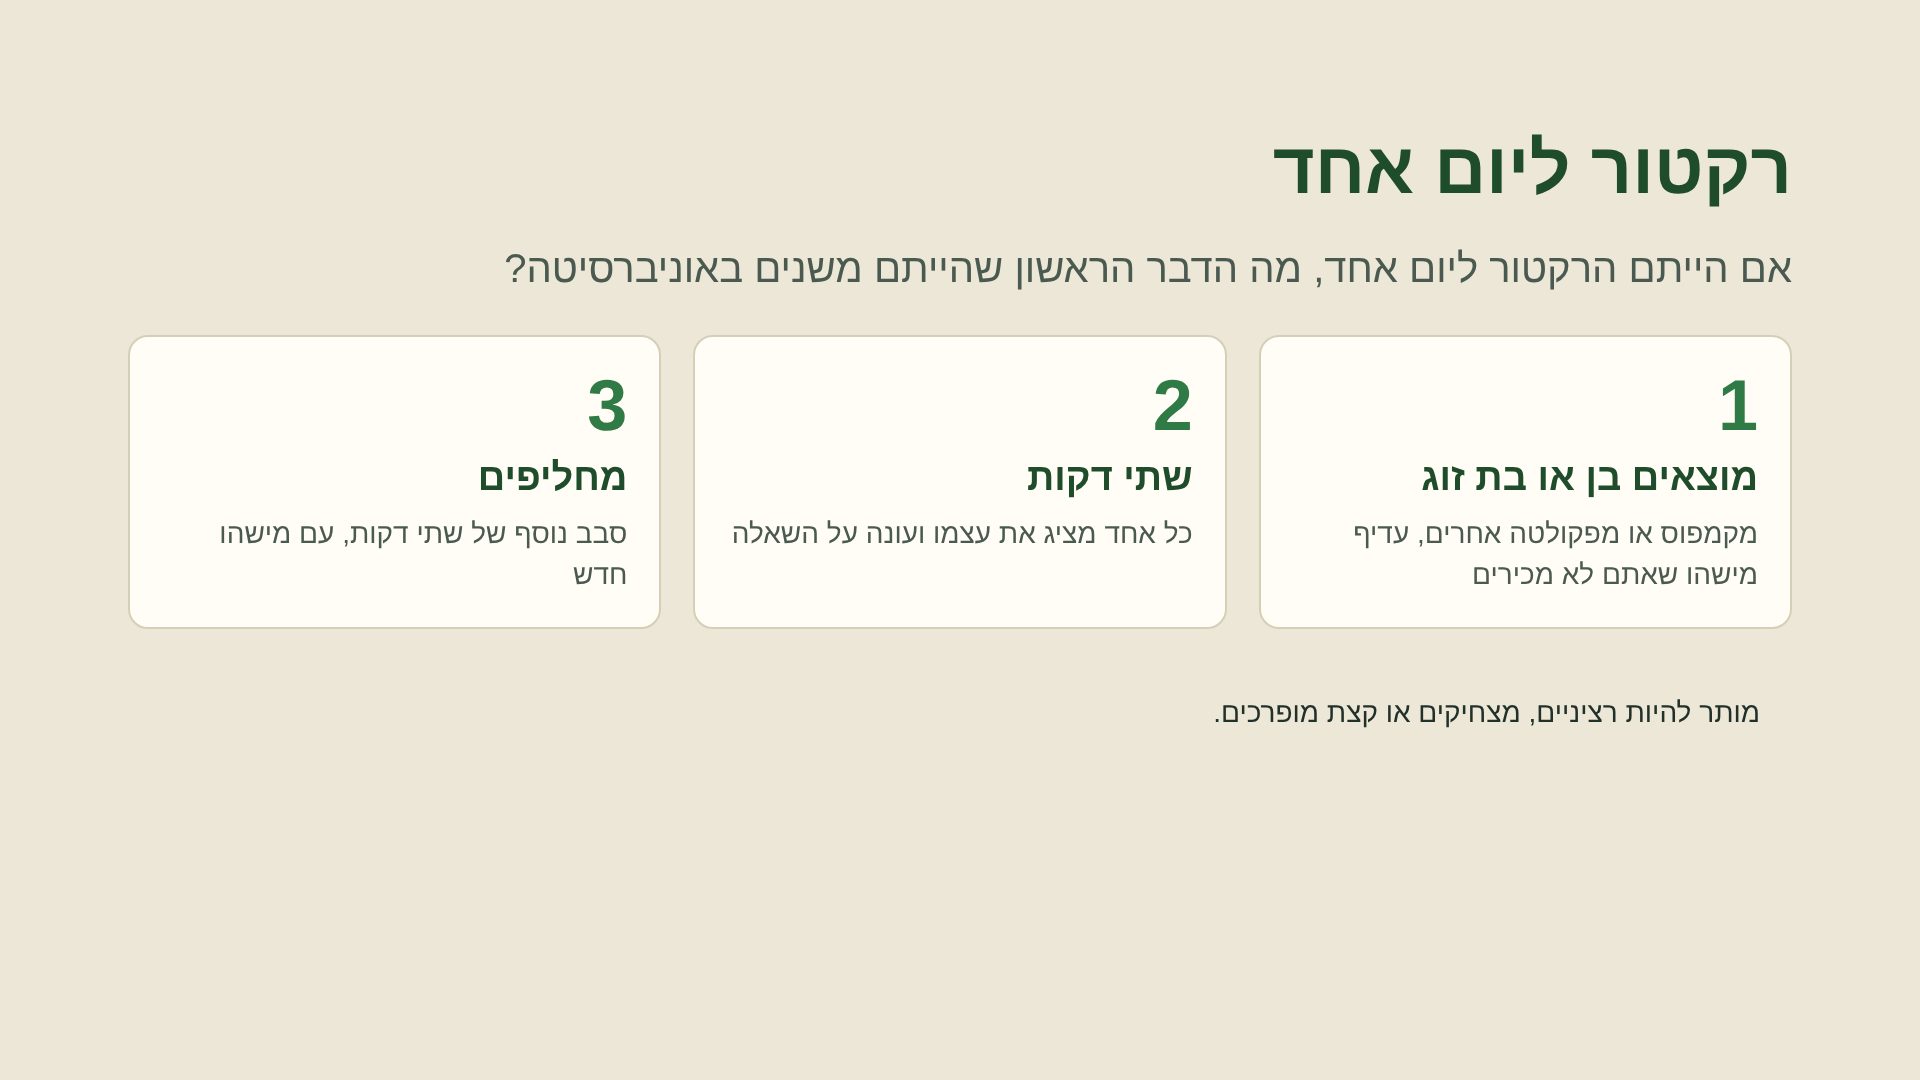 רקטור ליום אחד
אם הייתם הרקטור ליום אחד, מה הדבר הראשון שהייתם משנים באוניברסיטה?
1
מוצאים בן או בת זוג
מקמפוס או מפקולטה אחרים, עדיף
מישהו שאתם לא מכירים
2
שתי דקות
כל אחד מציג את עצמו ועונה על השאלה
3
מחליפים
סבב נוסף של שתי דקות, עם מישהו
חדש
מותר להיות רציניים, מצחיקים או קצת מופרכים.